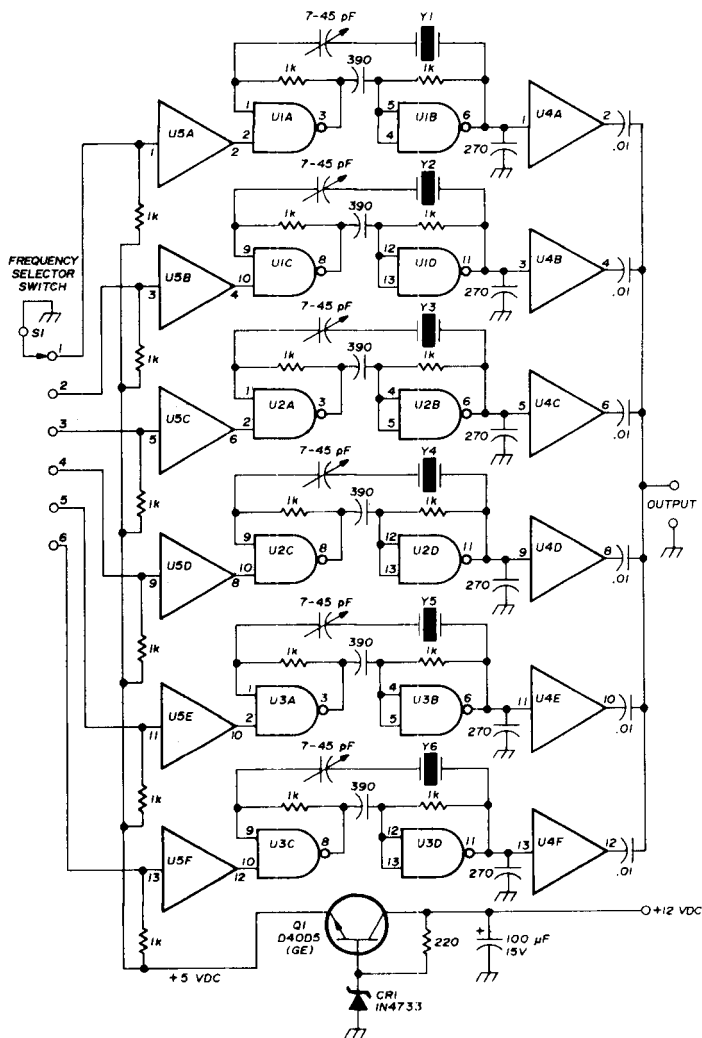 7-45 pF Y1
1k 390 1k
U5A 1 2 1 U1A 3 5 4 U1B 6 1 U4A 2
270 .01
1k
7-45 pF Y2
1k 390 1k
U5B 3 4 9 10 U1C 8 12 13 U1D 11 3 U4B 4
270 .01
FREQUENCY
SELECTOR
SWITCH
S1
1
1k
7-45 pF Y3
1k 390 1k
2
3
U5C 5 6 1 2 U2A 3 4 5 U2B 6 5 U4C 6
270 .01
4
5
6
1k
7-45 pF Y4
1k 390 1k
OUTPUT
U5D 9 8 9 10 U2C 8 12 13 U2D 11 9 U4D 8
270 .01
1k
7-45 pF Y5
1k 390 1k
U5E 11 10 1 2 U3A 3 4 5 U3B 6 11 U4E 10
270 .01
1k
7-45 pF Y6
1k 390 1k
U5F 13 12 9 10 U3C 8 12 13 U3D 11 13 U4F 12
270 .01
1k
Q1
D40D5
(GE)
220
+
100 µF
15V
+12 VDC
+5 VDC
CR1
1N4733